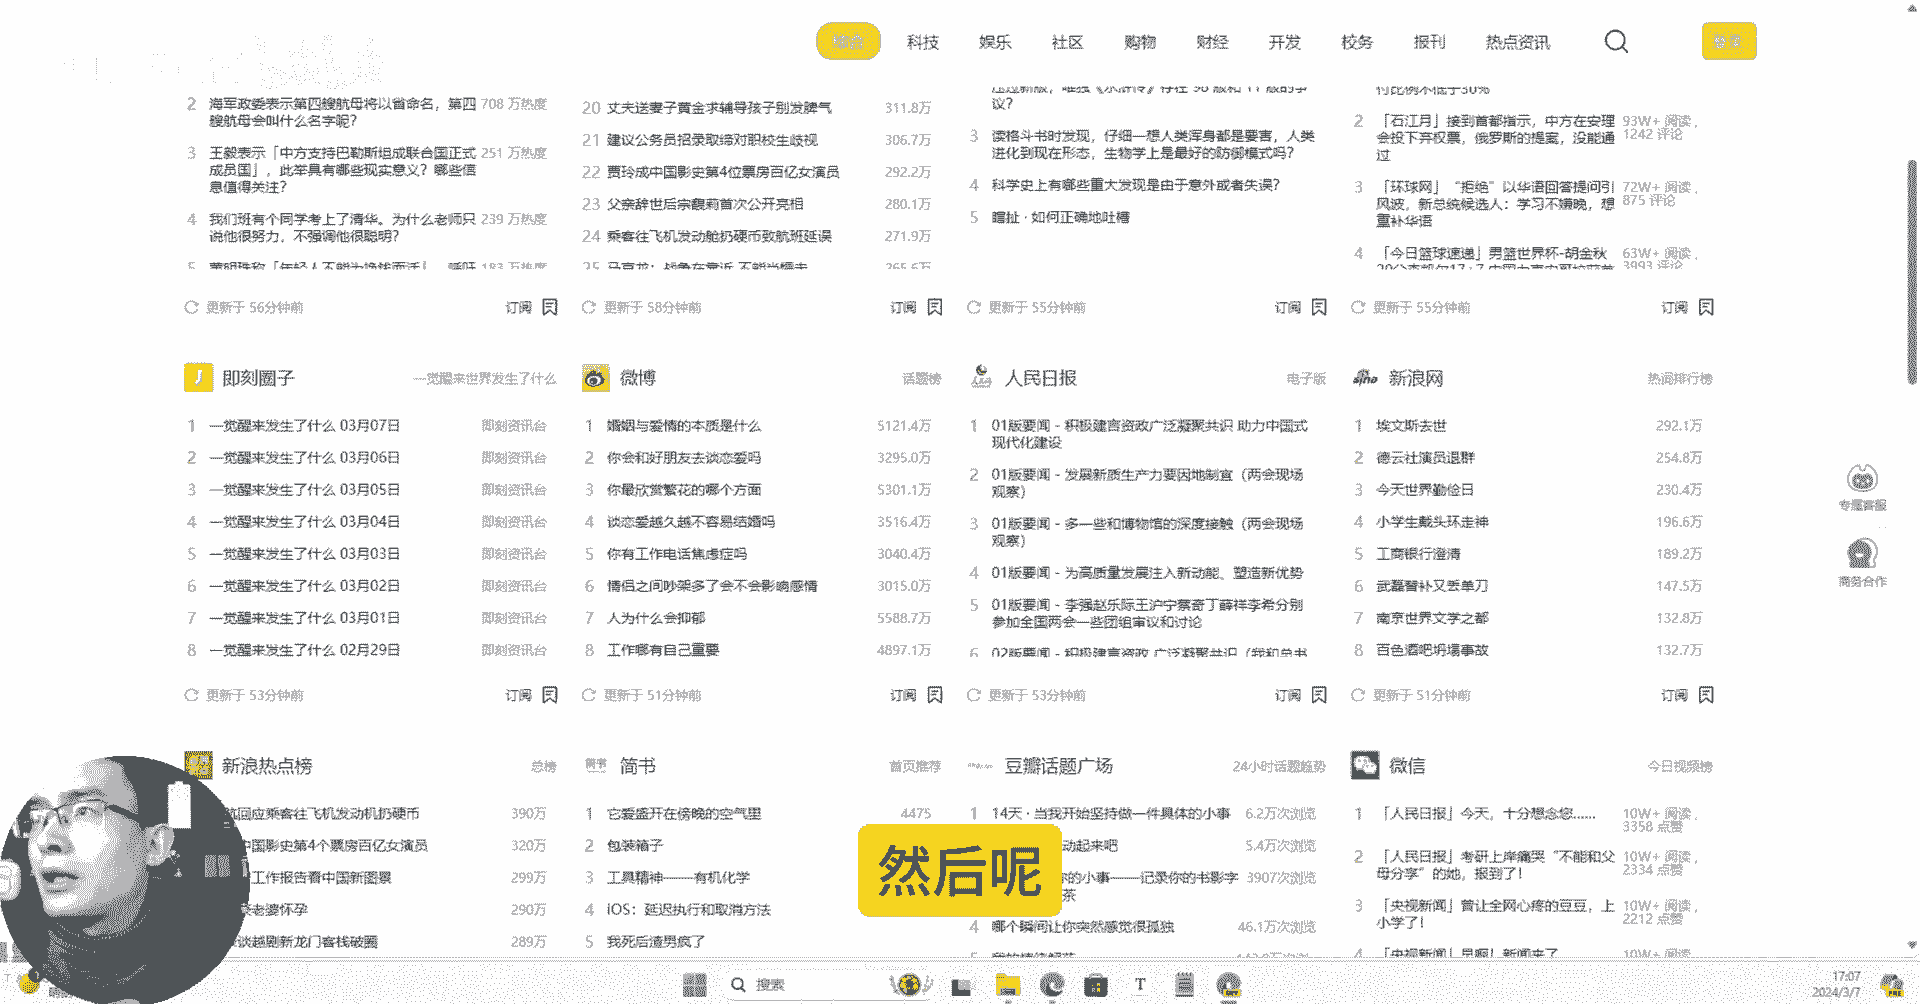 综合 科技 娱乐 社区 购物 财经 开发 校务 报刊 热点资讯 登录
2 海军政委表示第四艘航母将以省命名，第四 708 万热度
艘航母会叫什么名字呢？
3 王毅表示「中方支持巴勒斯坦成联合国正式 251 万热度
成员国」，此举具有哪些现实意义？哪些信
息值得关注？
4 我们班有个同学考上了清华。为什么老师只 239 万热度
说他很努力，不强调他很聪明？
更新于 56分钟前 订阅
20 丈夫送妻子黄金求辅导孩子别发脾气 311.8万
21 建议公务员招录取缔对职校生歧视 306.7万
22 贾玲成中国影史第4位票房百亿女演员 292.2万
23 父亲辞世后宗馥莉首次公开亮相 280.1万
24 乘客往飞机发动舱扔硬币致航班延误 271.9万
25 马克龙：战争在靠近 不能当懦夫 265.6万
更新于 58分钟前 订阅
议？
3 读格斗书时发现，仔细一想人类浑身都是要害，人类
进化到现在形态，生物学上是最好的防御模式吗？
4 科学史上有哪些重大发现是由于意外或者失误？
5 瞎扯 · 如何正确地吐槽
更新于 55分钟前 订阅
付比例不低于30%
2 「石江月」接到首都指示，中方在安理 93W+ 阅读，
会投下弃权票，俄罗斯的提案，没能通 1242 评论
过
3 「环球网」“拒绝”以华语回答提问引 72W+ 阅读，
风波，新总统候选人：学习不嫌晚，想 875 评论
重补华语
4 「今日篮球速递」男篮世界杯-胡金秋 63W+ 阅读，
3993 评论
更新于 55分钟前 订阅
即刻圈子 一觉醒来世界发生了什么
1 一觉醒来发生了什么 03月07日 即刻资讯台
2 一觉醒来发生了什么 03月06日 即刻资讯台
3 一觉醒来发生了什么 03月05日 即刻资讯台
4 一觉醒来发生了什么 03月04日 即刻资讯台
5 一觉醒来发生了什么 03月03日 即刻资讯台
6 一觉醒来发生了什么 03月02日 即刻资讯台
7 一觉醒来发生了什么 03月01日 即刻资讯台
8 一觉醒来发生了什么 02月29日 即刻资讯台
更新于 53分钟前 订阅
微博 话题榜
1 婚姻与爱情的本质是什么 5121.4万
2 你会和好朋友去谈恋爱吗 3295.0万
3 你最欣赏繁花的哪个方面 5301.1万
4 谈恋爱越久越不容易结婚吗 3516.4万
5 你有工作电话焦虑症吗 3040.4万
6 情侣之间吵架多了会不会影响感情 3015.0万
7 人为什么会抑郁 5588.7万
8 工作哪有自己重要 4897.1万
更新于 51分钟前 订阅
人民日报 电子版
1 01版要闻 - 积极建言资政广泛凝聚共识 助力中国式
现代化建设
2 01版要闻 - 发展新质生产力要因地制宜（两会现场
观察）
3 01版要闻 - 多一些和博物馆的深度接触（两会现场
观察）
4 01版要闻 - 为高质量发展注入新动能、塑造新优势
5 01版要闻 - 李强赵乐际王沪宁蔡奇丁薛祥李希分别
参加全国两会一些团组审议和讨论
6 02版要闻 - 积极建言资政 广泛凝聚共识（我和总书
更新于 53分钟前 订阅
sina 新浪网 热词排行榜
1 埃文斯去世 292.1万
2 德云社演员退群 254.8万
3 今天世界勤俭日 230.4万
4 小学生戴头环走神 196.6万
5 工商银行澄清 189.2万
6 武磊替补又丢单刀 147.5万
7 南京世界文学之都 132.8万
8 百色酒吧坍塌事故 132.7万
更新于 51分钟前 订阅
专属客服
商务合作
新浪热点榜 总榜
航回应乘客往飞机发动机扔硬币 390万
中国影史第4个票房百亿女演员 320万
工作报告看中国新图景 299万
老婆怀孕 290万
谈越剧新龙门客栈破圈 289万
简书 简书 首页推荐
1 它爱盛开在傍晚的空气里 4475
2 包装箱子
3 工具精神——有机化学
4 iOS：延迟执行和取消方法
5 我死后渣男疯了
豆瓣话题广场 24小时话题趋势
1 14天 · 当我开始坚持做一件具体的小事 6.2万次浏览
动起来吧 5.4万次浏览
你的小事——记录你的书影字 3907次浏览
茶
4 哪个瞬间让你突然感觉很孤独 46.1万次浏览
微信 今日视频榜
1 「人民日报」今天，十分想念您…… 10W+ 阅读，
3358 点赞
2 「人民日报」考研上岸痛哭“不能和父 10W+ 阅读，
母分享”的她，报到了！ 2334 点赞
3 「央视新闻」曾让全网心疼的豆豆，上 10W+ 阅读，
小学了！ 2212 点赞
4 「央视新闻」早啊！新闻来了 10W+ 阅读，
然后呢
搜索
17:07
2024/3/7